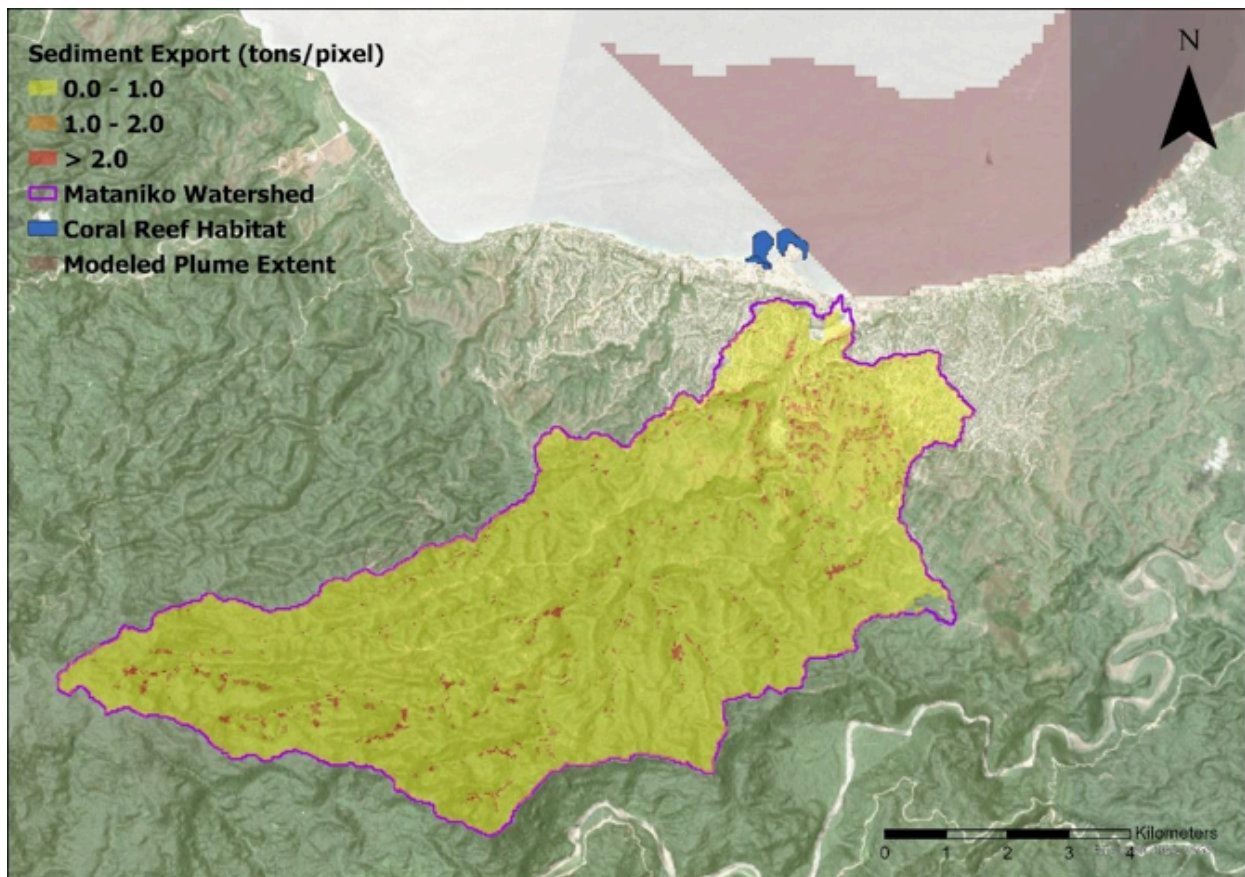 Sediment Export (tons/pixel)
0.0 - 1.0
1.0 - 2.0
> 2.0
Mataniko Watershed
Coral Reef Habitat
Modeled Plume Extent
N
Kilometers
0 1 2 3 4